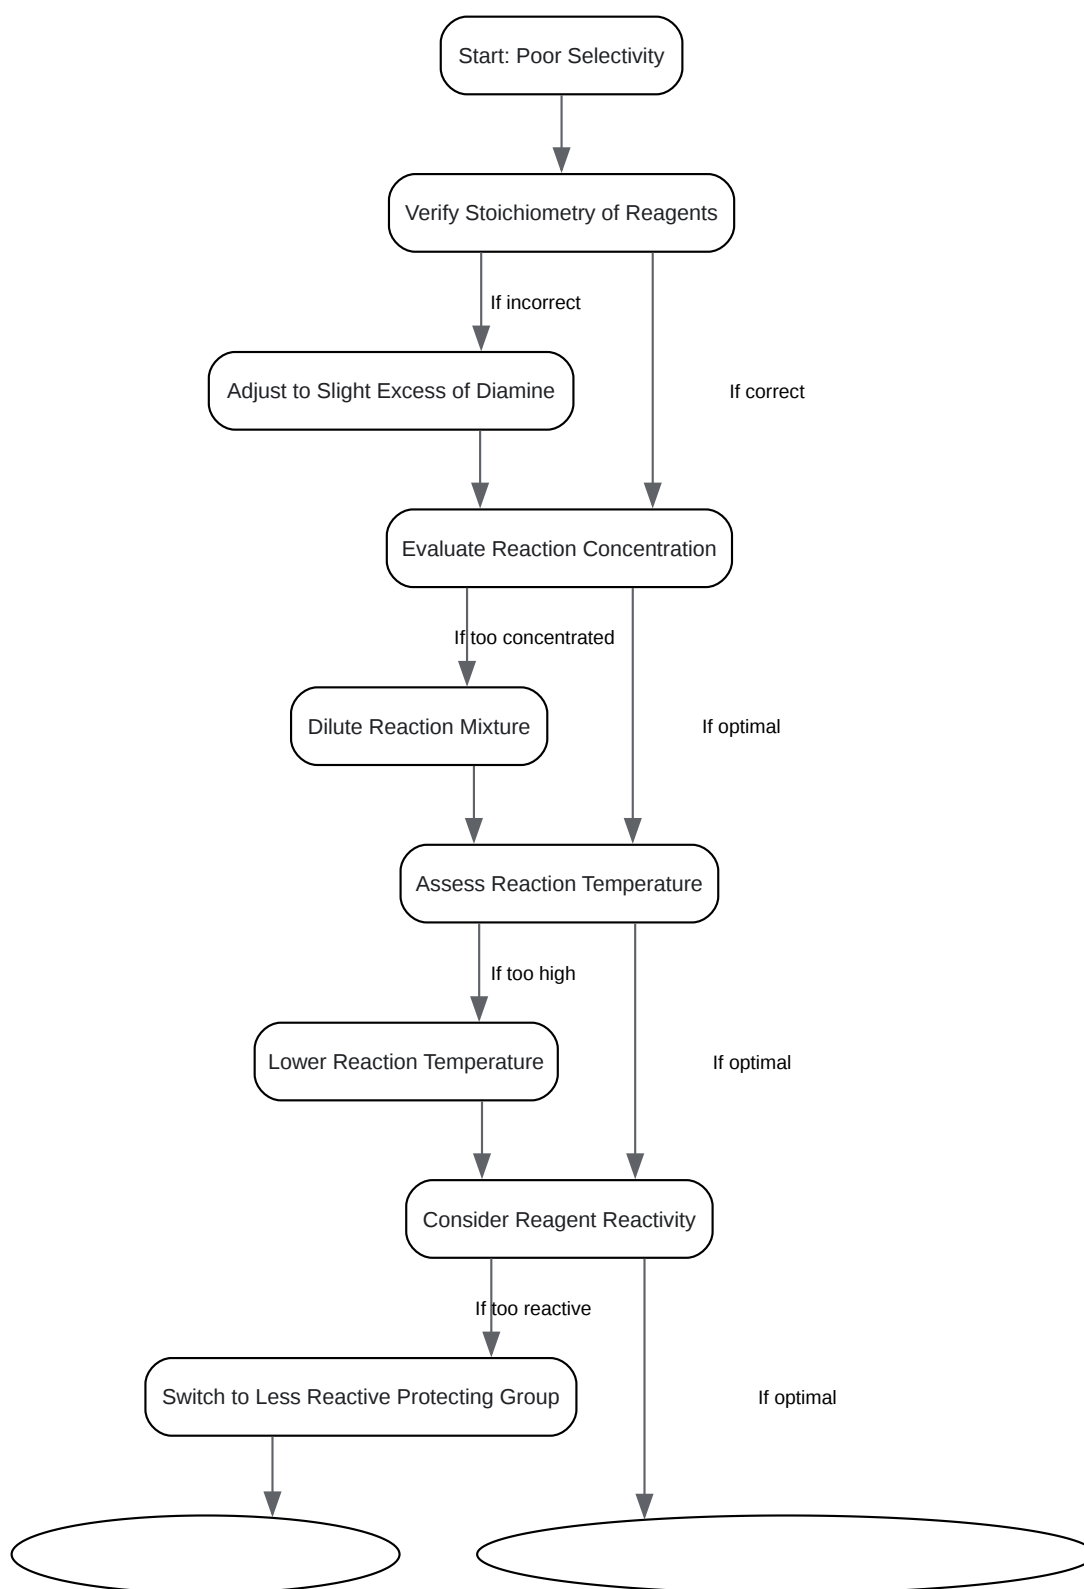 Start: Poor Selectivity
Verify Stoichiometry of Reagents
If incorrect
Adjust to Slight Excess of Diamine
If correct
Evaluate Reaction Concentration
If too concentrated
Dilute Reaction Mixture
If optimal
Assess Reaction Temperature
If too high
Lower Reaction Temperature
If optimal
Consider Reagent Reactivity
If too reactive
Switch to Less Reactive Protecting Group
If optimal